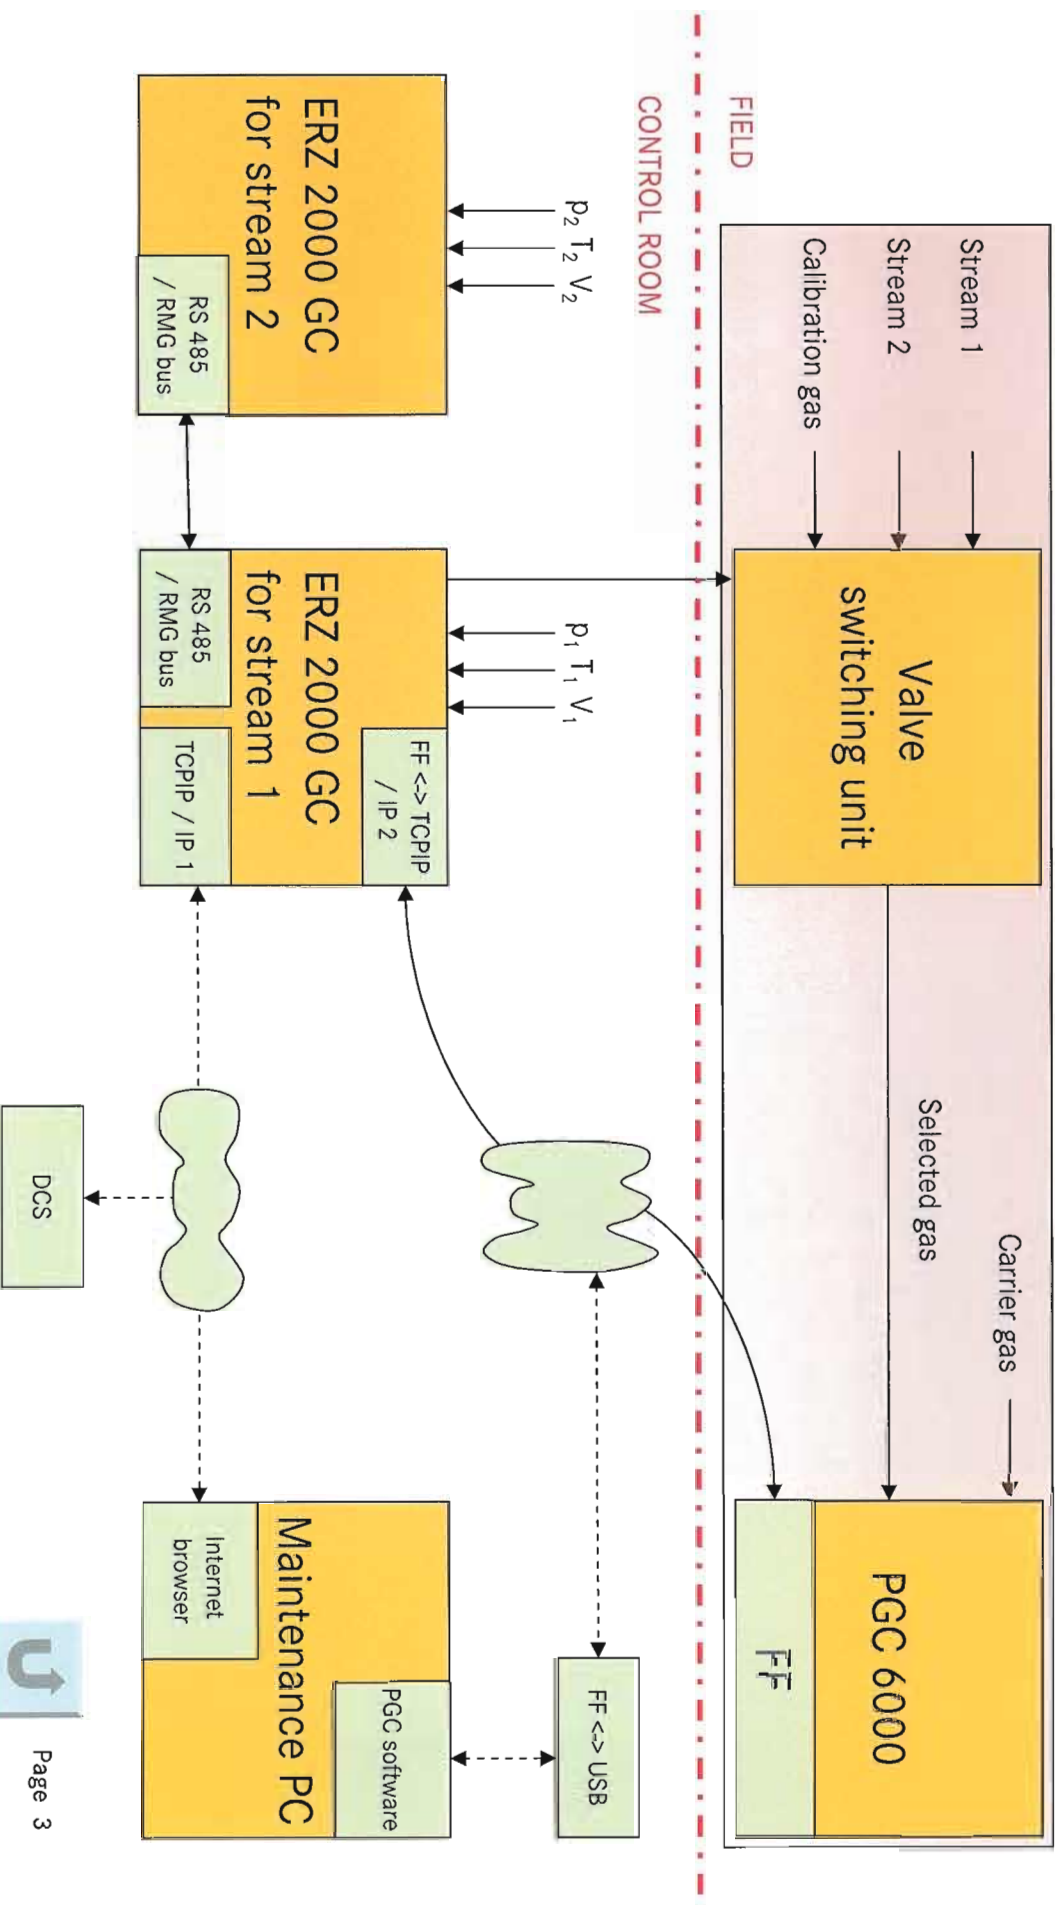 Stream 1
Stream 2
Calibration gas
Valve
switching unit
Selected gas
Carrier gas
PGC 6000
FF
FIELD
CONTROL ROOM
p₂ T₂ V₂
ERZ 2000 GC
for stream 2
RS 485
/ RMG bus
p₁ T₁ V₁
ERZ 2000 GC
for stream 1
FF <-> TCPIP
/ IP 2
RS 485
/ RMG bus
TCPIP / IP 1
FF <-> USB
PGC software
Maintenance PC
Internet
browser
DCS
Page 3